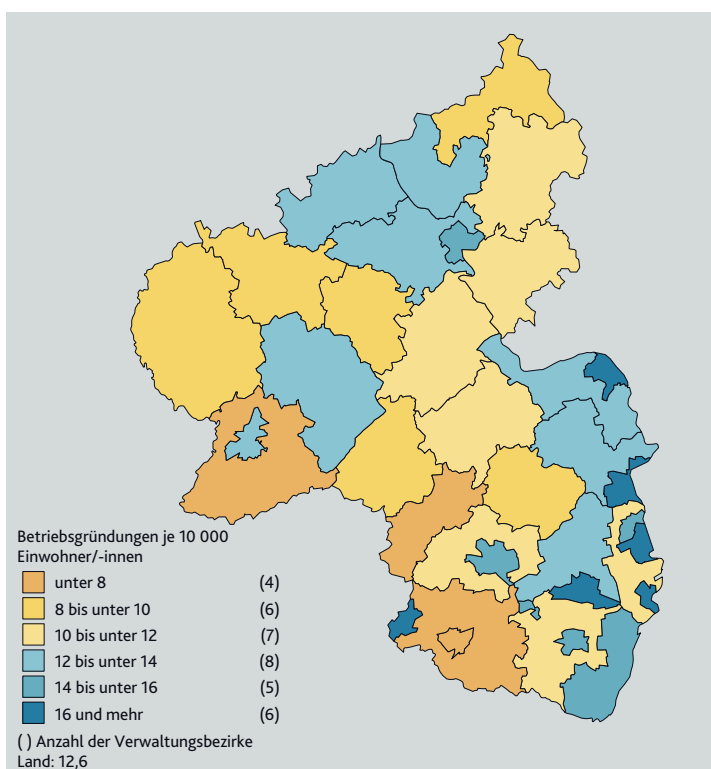 Betriebsgründungen je 10 000
Einwohner/-innen
unter 8 (4)
8 bis unter 10 (6)
10 bis unter 12 (7)
12 bis unter 14 (8)
14 bis unter 16 (5)
16 und mehr (6)
( ) Anzahl der Verwaltungsbezirke
Land: 12,6